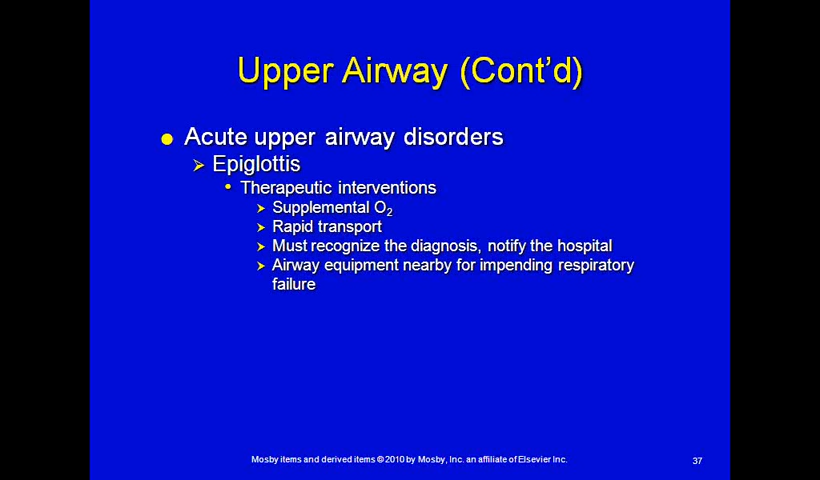 Upper Airway (Cont’d)
Acute upper airway disorders
Epiglottis
Therapeutic interventions
Supplemental O2
Rapid transport
Must recognize the diagnosis, notify the hospital
Airway equipment nearby for impending respiratory
failure
Mosby items and derived items © 2010 by Mosby, Inc. an affiliate of Elsevier Inc.
37